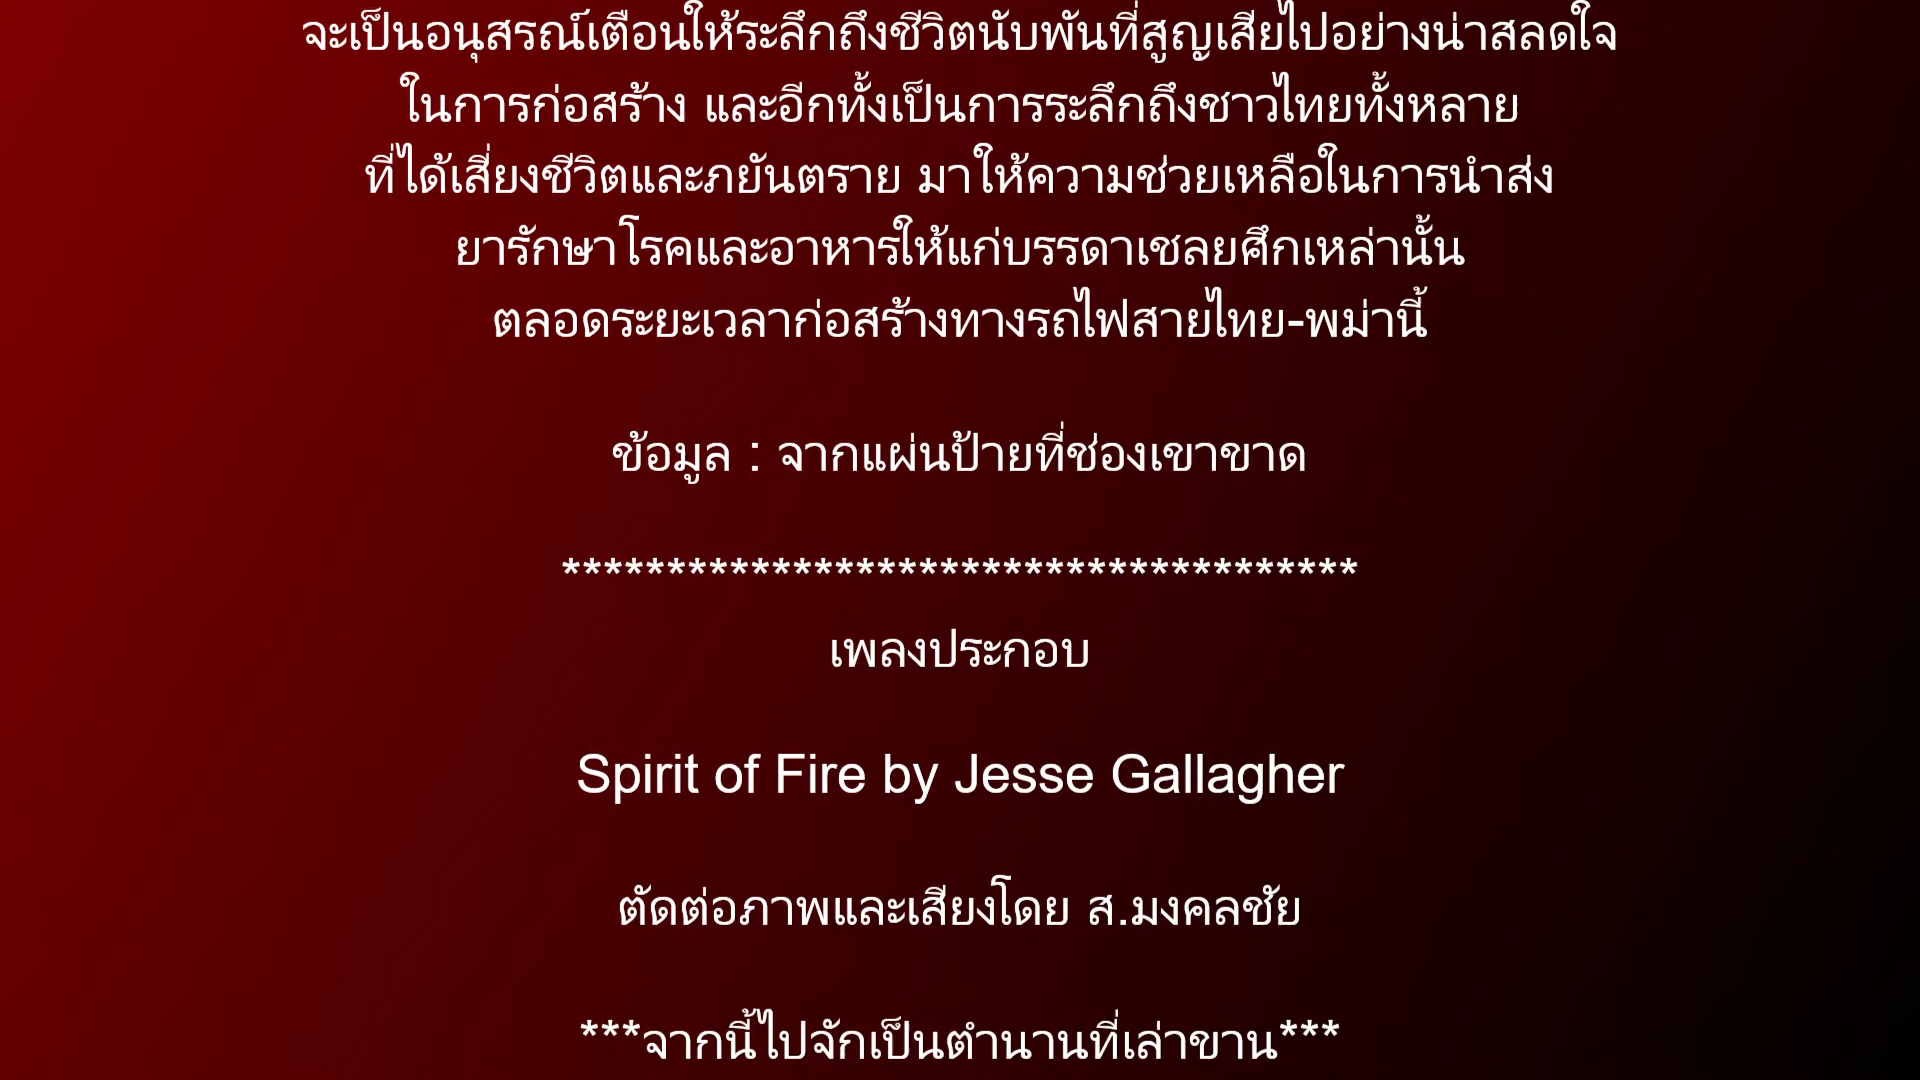 จะเป็นอนุสรณ์เตือนให้ระลึกถึงชีวิตนับพันที่สูญเสียไปอย่างน่าสลดใจ
ในการก่อสร้าง และอีกทั้งเป็นการระลึกถึงชาวไทยทั้งหลาย
ที่ได้เสี่ยงชีวิตและภยันตราย มาให้ความช่วยเหลือในการนำส่ง
ยารักษาโรคและอาหารให้แก่บรรดาเชลยศึกเหล่านั้น
ตลอดระยะเวลาก่อสร้างทางรถไฟสายไทย-พม่านี้
ข้อมูล : จากแผ่นป้ายที่ช่องเขาขาด
**************************************
เพลงประกอบ
Spirit of Fire by Jesse Gallagher
ตัดต่อภาพและเสียงโดย ส.มงคลชัย
***จากนี้ไปจักเป็นตำนานที่เล่าขาน***